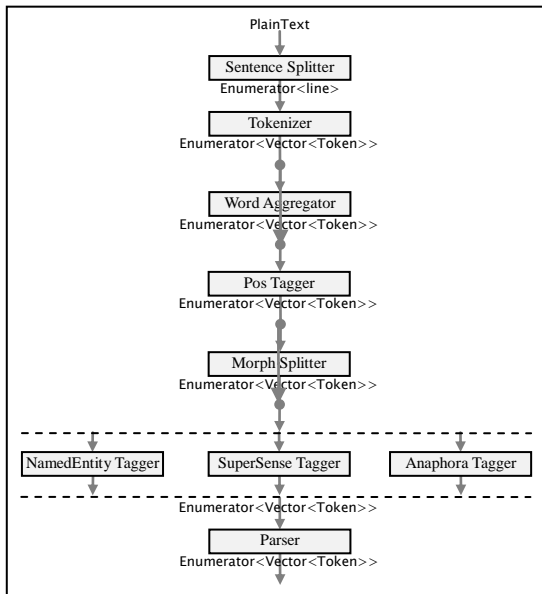 PlainText
Sentence Splitter
Enumerator<line>
Tokenizer
Enumerator<Vector<Token>>
Word Aggregator
Enumerator<Vector<Token>>
Pos Tagger
Enumerator<Vector<Token>>
Morph Splitter
Enumerator<Vector<Token>>
NamedEntity Tagger SuperSense Tagger Anaphora Tagger
Enumerator<Vector<Token>>
Parser
Enumerator<Vector<Token>>